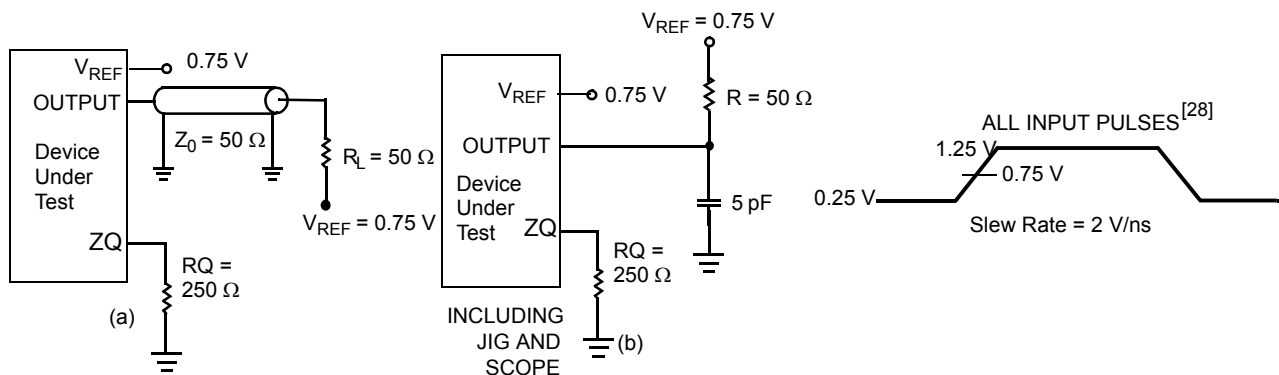 V_REF 0.75 V
OUTPUT
Z_0 = 50 Ω
Device
Under
Test
R_L = 50 Ω
V_REF = 0.75 V
ZQ
RQ =
250 Ω
(a)
V_REF = 0.75 V
V_REF 0.75 V
R = 50 Ω
OUTPUT
Device
Under
Test
5 pF
ZQ
RQ =
250 Ω
INCLUDING
JIG AND
SCOPE
(b)
ALL INPUT PULSES[28]
1.25 V
0.75 V
0.25 V
Slew Rate = 2 V/ns